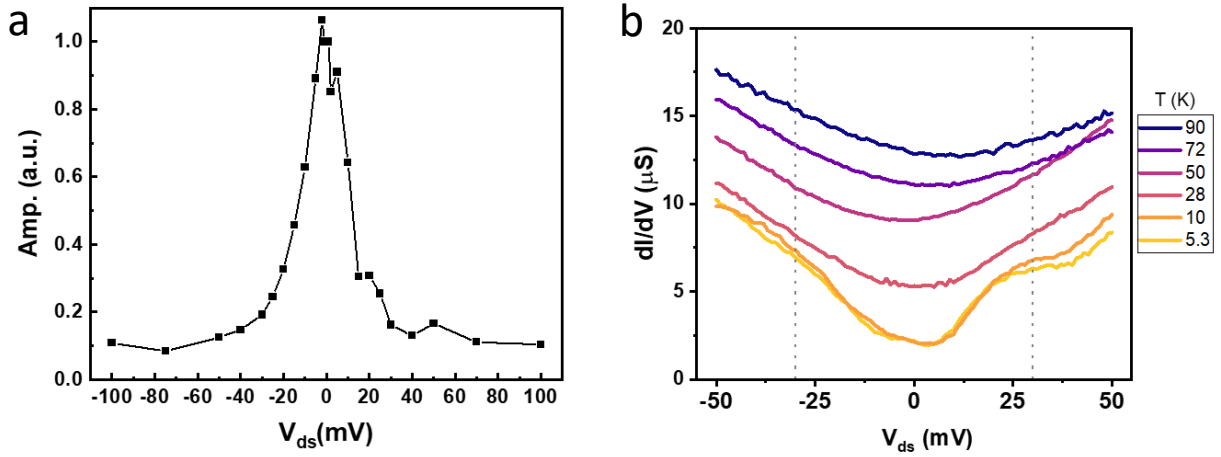 a
Amp. (a.u.)
1.0
0.8
0.6
0.4
0.2
0.0
-100 -80 -60 -40 -20 0 20 40 60 80 100
V_ds(mV)
b
dI/dV (μS)
20
15
10
5
0
-50 -25 0 25 50
V_ds (mV)
T (K)
90
72
50
28
10
5.3